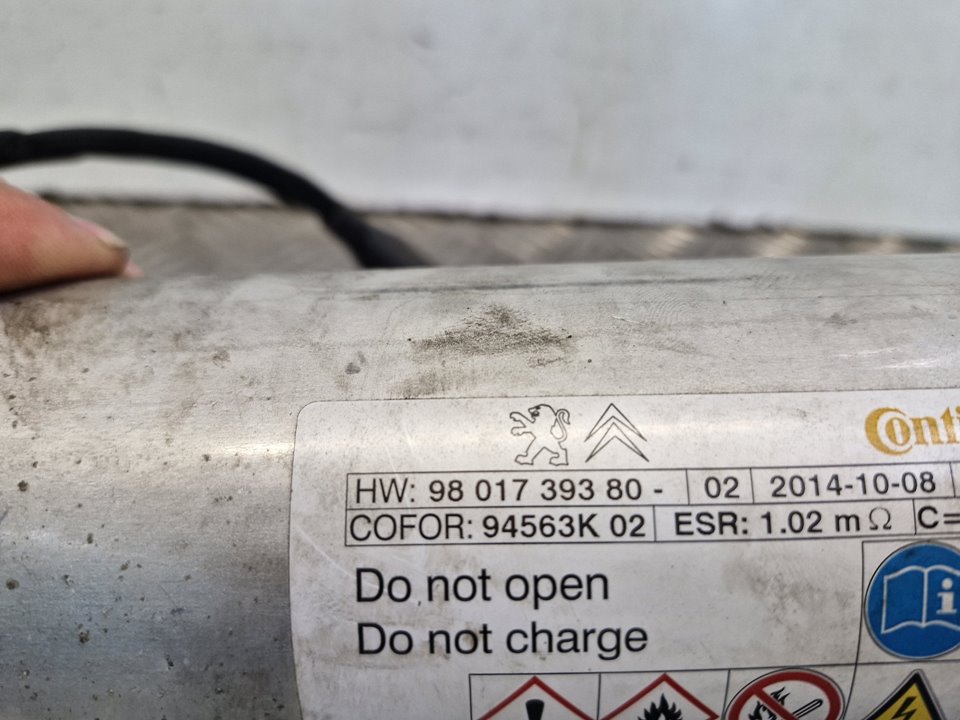 Conti
HW: 98 017 393 80 - 02 2014-10-08
COFOR: 94563K 02 ESR: 1.02 m Ω C=
Do not open
Do not charge